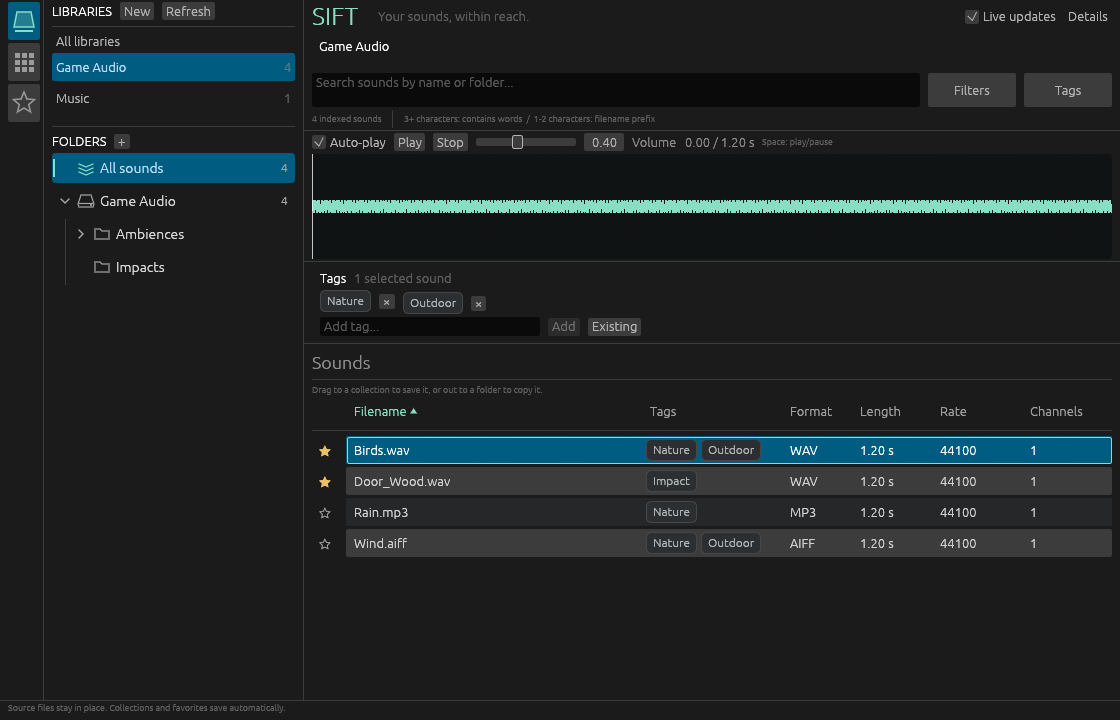 LIBRARIES New Refresh
All libraries
Game Audio 4
Music 1
FOLDERS +
All sounds 4
Game Audio 4
Ambiences
Impacts
SIFT Your sounds, within reach. Live updates Details
Game Audio
Search sounds by name or folder... Filters Tags
4 indexed sounds 3+ characters: contains words / 1-2 characters: filename prefix
Auto-play Play Stop 0.40 Volume 0.00 / 1.20 s Space: play/pause
Tags 1 selected sound
Nature × Outdoor ×
Add tag... Add Existing
Sounds
Drag to a collection to save it, or out to a folder to copy it.
Filename Tags Format Length Rate Channels
Birds.wav Nature Outdoor WAV 1.20 s 44100 1
Door_Wood.wav Impact WAV 1.20 s 44100 1
Rain.mp3 Nature MP3 1.20 s 44100 1
Wind.aiff Nature Outdoor AIFF 1.20 s 44100 1
Source files stay in place. Collections and favorites save automatically.